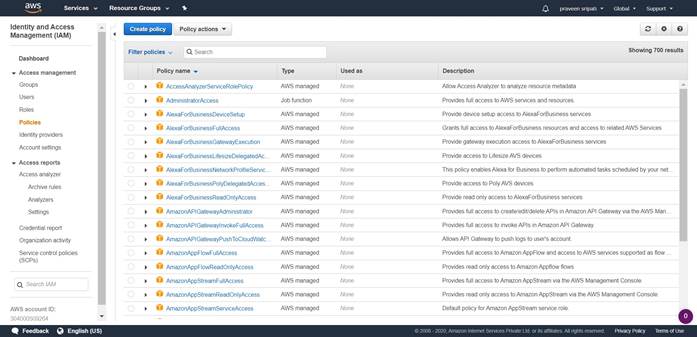 aws Services Resource Groups praveen sripati Global Support
Identity and Access
Management (IAM)
Dashboard
Access management
Groups
Users
Roles
Policies
Identity providers
Account settings
Access reports
Access analyzer
Archive rules
Analyzers
Settings
Credential report
Organization activity
Service control policies
(SCPs)
Search IAM
AWS account ID:
Create policy Policy actions
Filter policies Search Showing 700 results
Policy name Type Used as Description
AccessAnalyzerServiceRolePolicy AWS managed None Allow Access Analyzer to analyze resource metadata
AdministratorAccess Job function None Provides full access to AWS services and resources.
AlexaForBusinessDeviceSetup AWS managed None Provide device setup access to AlexaForBusiness services
AlexaForBusinessFullAccess AWS managed None Grants full access to AlexaForBusiness resources and access to related AWS Services
AlexaForBusinessGatewayExecution AWS managed None Provide gateway execution access to AlexaForBusiness services
AlexaForBusinessLifesizeDelegatedAc... AWS managed None Provide access to Lifesize AVS devices
AlexaForBusinessNetworkProfileServic... AWS managed None This policy enables Alexa for Business to perform automated tasks scheduled by your net...
AlexaForBusinessPolyDelegatedAcces... AWS managed None Provide access to Poly AVS devices
AlexaForBusinessReadOnlyAccess AWS managed None Provide read only access to AlexaForBusiness services
AmazonAPIGatewayAdministrator AWS managed None Provides full access to create/edit/delete APIs in Amazon API Gateway via the AWS Man...
AmazonAPIGatewayInvokeFullAccess AWS managed None Provides full access to invoke APIs in Amazon API Gateway.
AmazonAPIGatewayPushToCloudWatc... AWS managed None Allows API Gateway to push logs to user's account.
AmazonAppFlowFullAccess AWS managed None Provides full access to Amazon AppFlow and access to AWS services supported as flow ...
AmazonAppFlowReadOnlyAccess AWS managed None Provides read only access to Amazon Appflow flows
AmazonAppStreamFullAccess AWS managed None Provides full access to Amazon AppStream via the AWS Management Console.
AmazonAppStreamReadOnlyAccess AWS managed None Provides read only access to Amazon AppStream via the AWS Management Console.
AmazonAppStreamServiceAccess AWS managed None Default policy for Amazon AppStream service role.
0
Feedback English (US) © 2008 - 2020, Amazon Internet Services Private Ltd. or its affiliates. All rights reserved. Privacy Policy Terms of Use